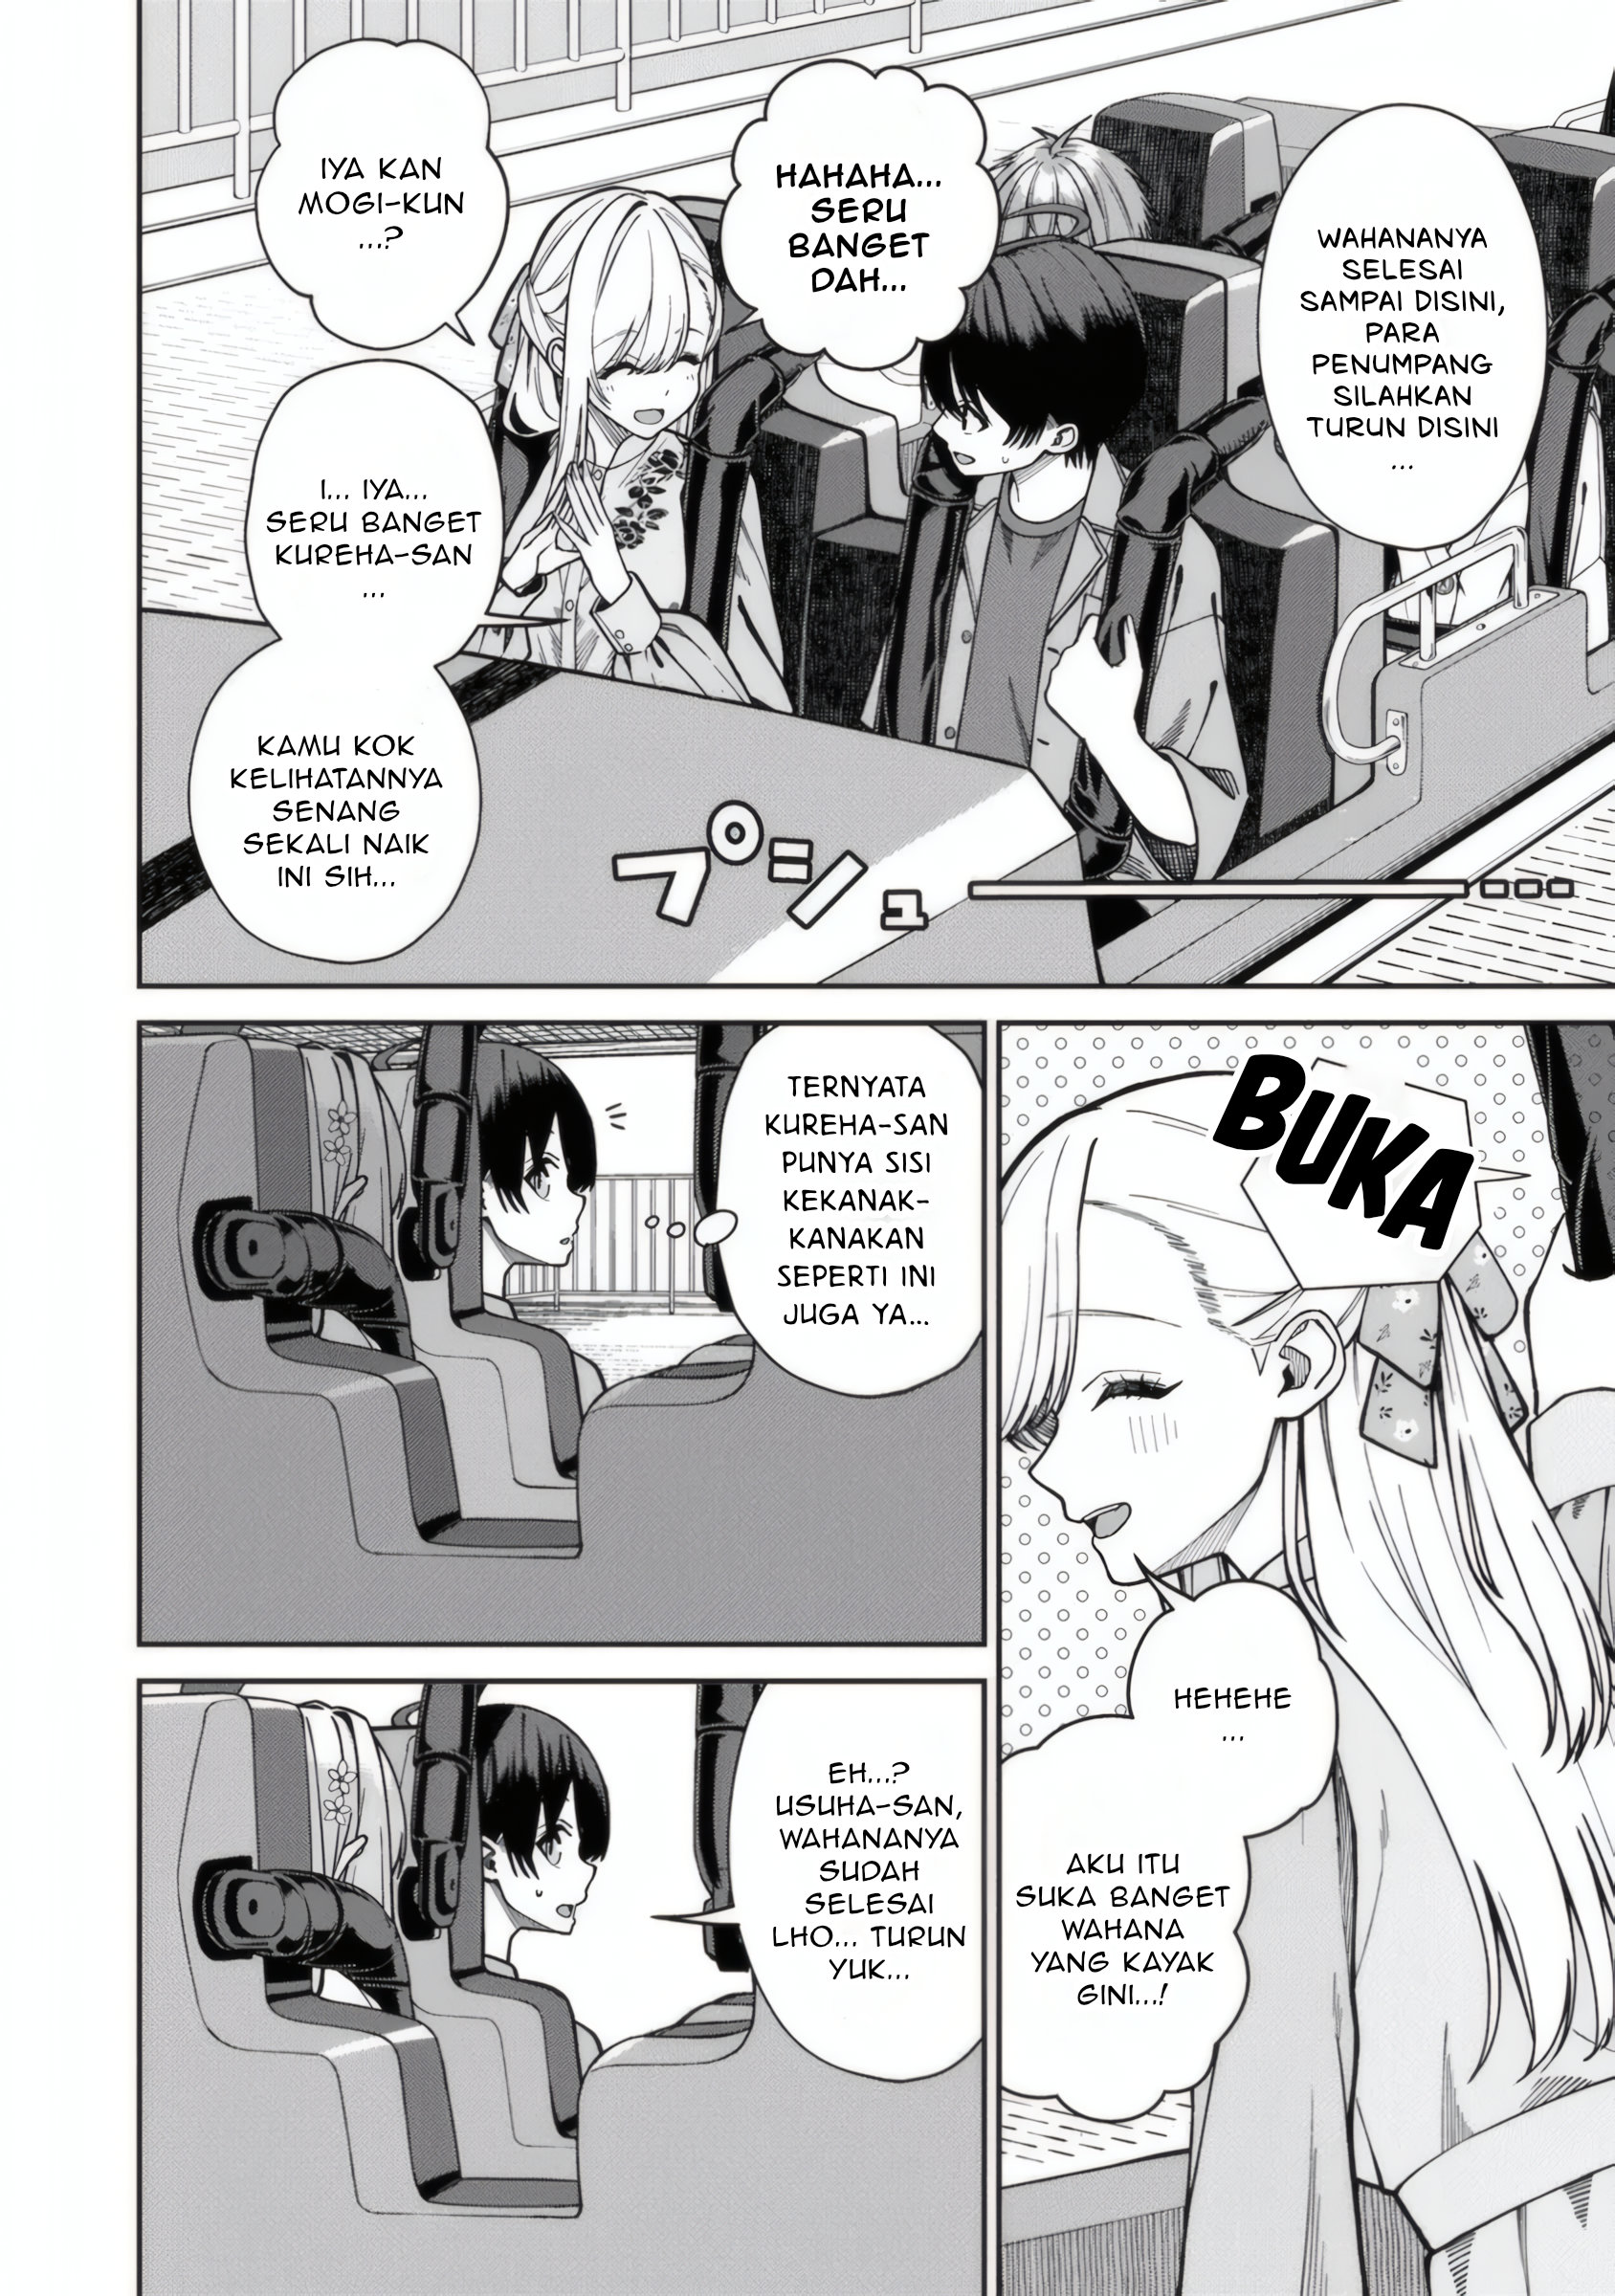 WAHANANYA
SELESAI
SAMPAI DISINI,
PARA
PENUMPANG
SILAHKAN
TURUN DISINI
...
HAHAHA...
SERU
BANGET
DAH...
IYA KAN
MOGI-KUN
...?
I... IYA...
SERU BANGET
KUREHA-SAN
...
KAMU KOK
KELIHATANNYA
SENANG
SEKALI NAIK
INI SIH...
プシュー
BUKA
HEHEHE
...
AKU ITU
SUKA BANGET
WAHANA
YANG KAYAK
GINI...!
TERNYATA
KUREHA-SAN
PUNYA SISI
KEKANAK-
KANAKAN
SEPERTI INI
JUGA YA...
EH...?
USUHA-SAN,
WAHANANYA
SUDAH
SELESAI
LHO... TURUN
YUK...